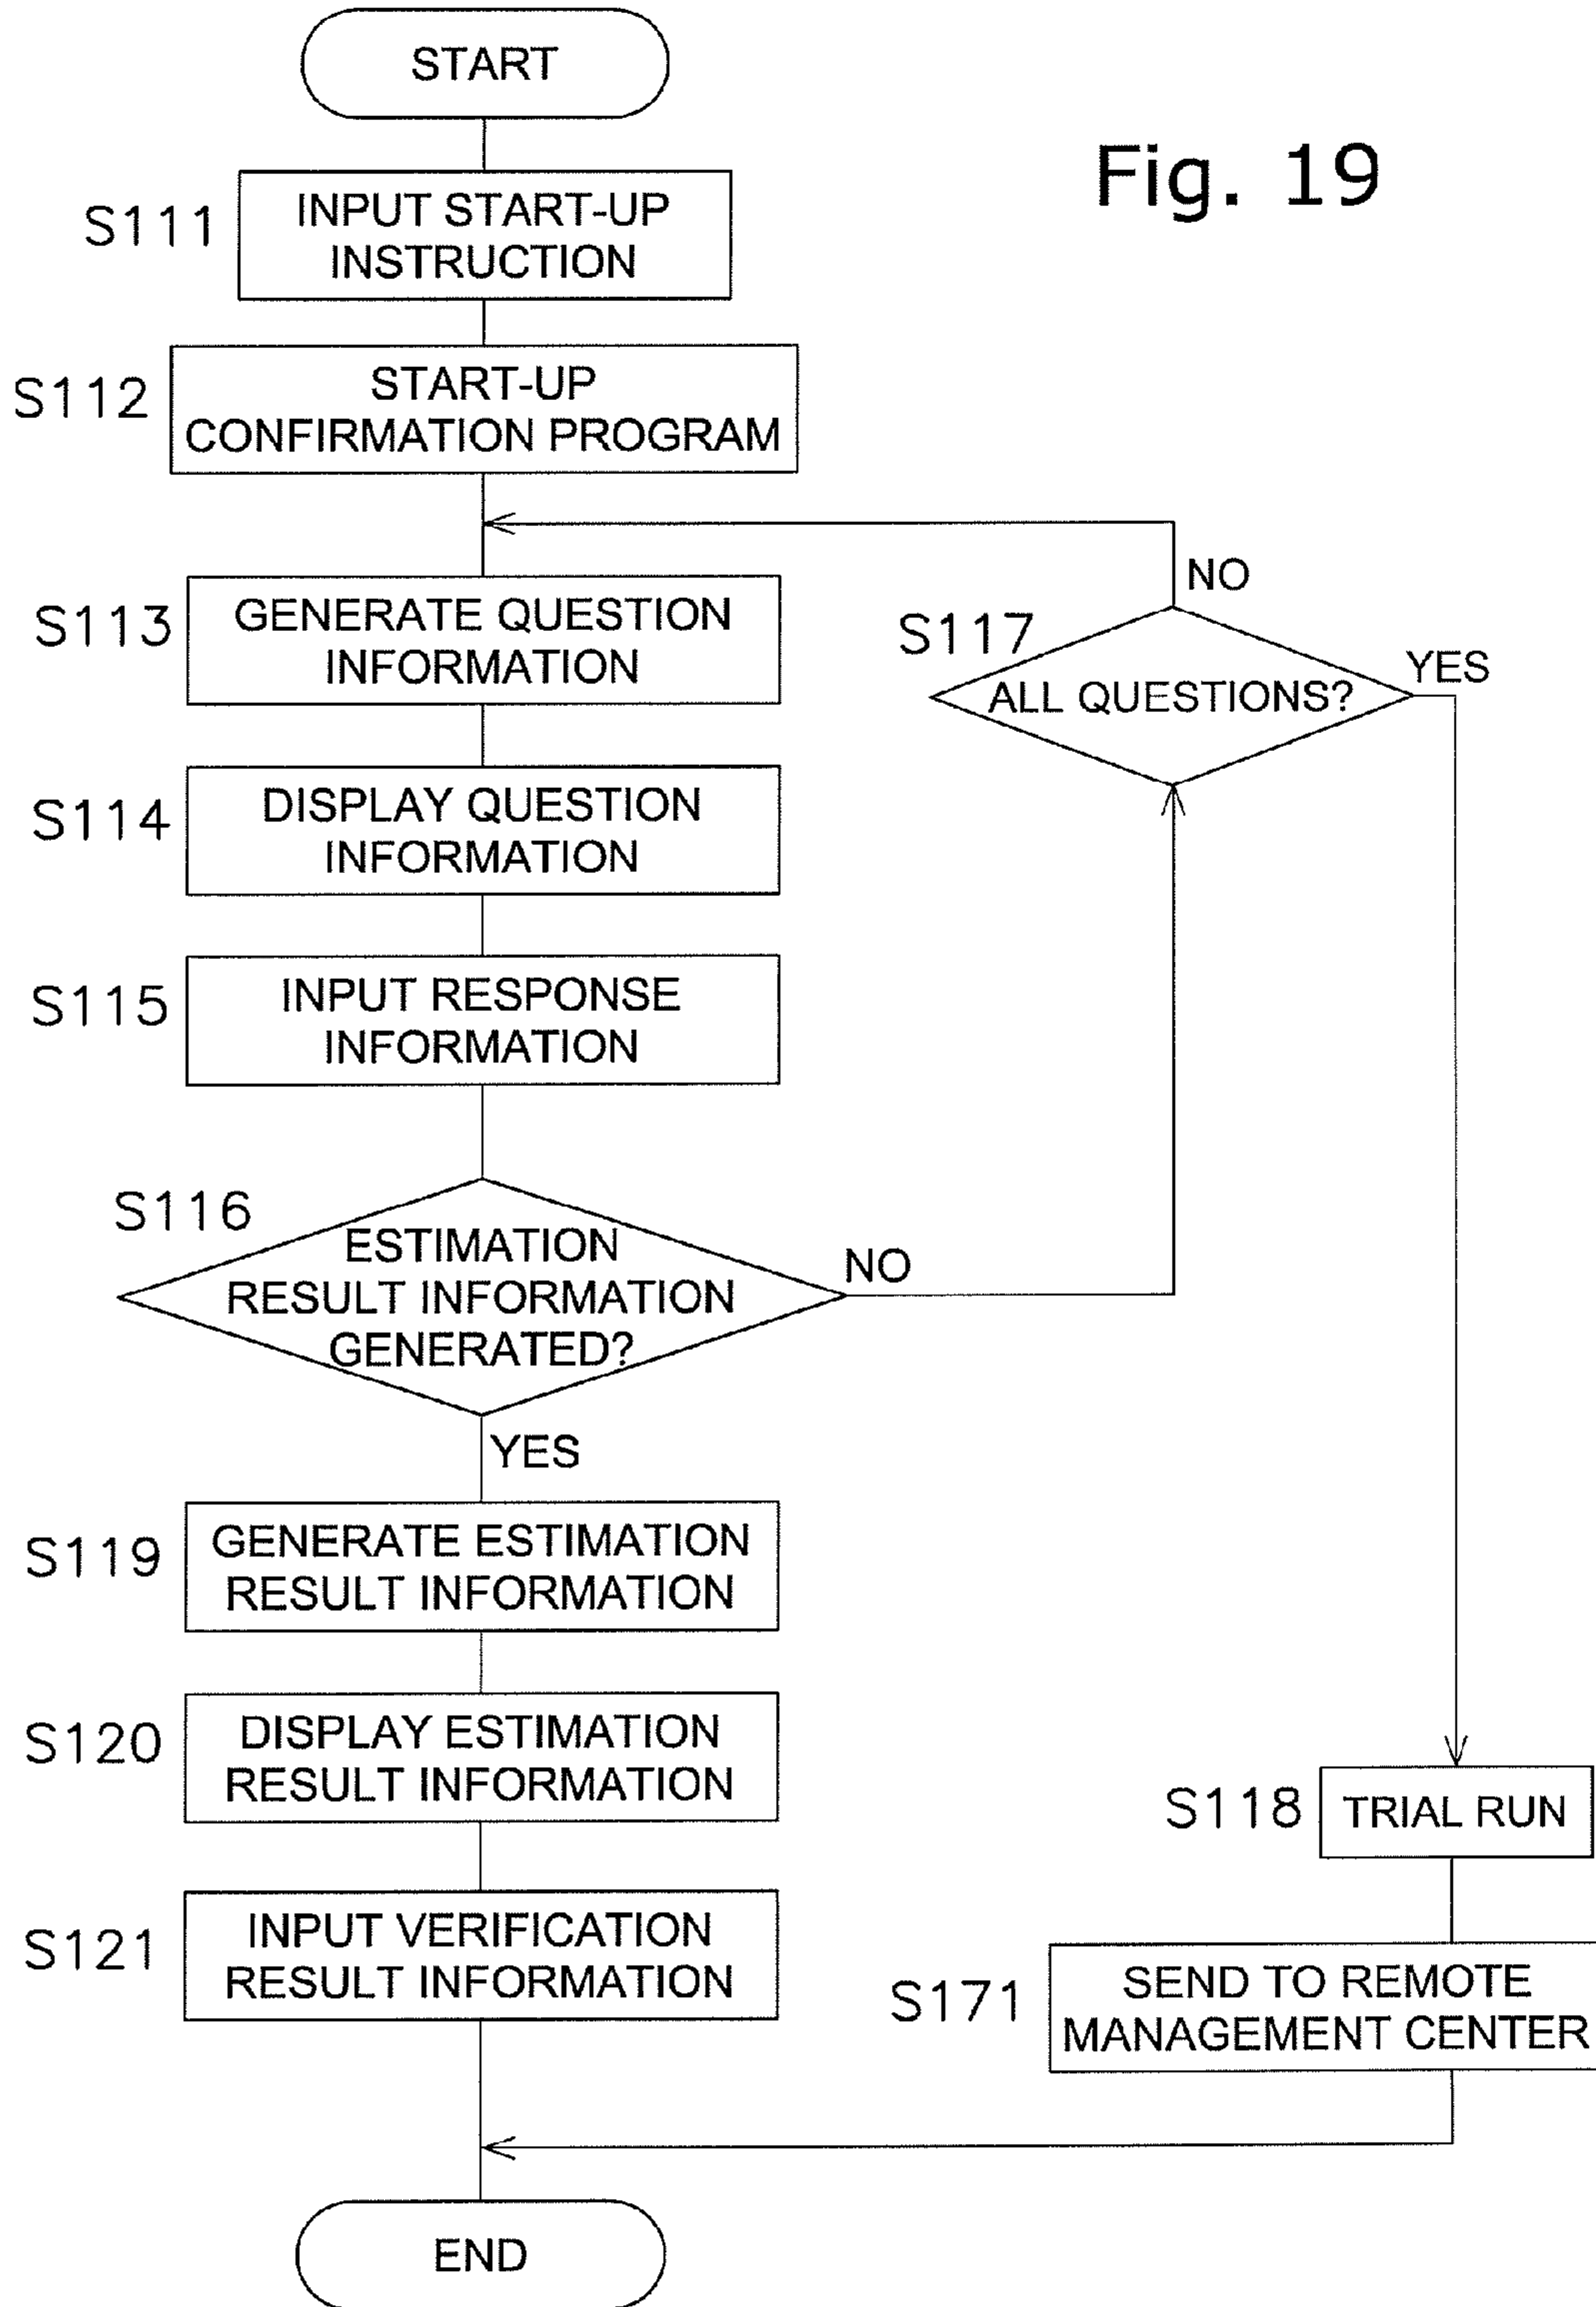 START
Fig. 19
S111
INPUT START-UP
INSTRUCTION
S112
START-UP
CONFIRMATION PROGRAM
S113
GENERATE QUESTION
INFORMATION
NO
S117
ALL QUESTIONS?
YES
S114
DISPLAY QUESTION
INFORMATION
S115
INPUT RESPONSE
INFORMATION
S116
ESTIMATION
RESULT INFORMATION
GENERATED?
NO
YES
S119
GENERATE ESTIMATION
RESULT INFORMATION
S120
DISPLAY ESTIMATION
RESULT INFORMATION
S118
TRIAL RUN
S121
INPUT VERIFICATION
RESULT INFORMATION
S171
SEND TO REMOTE
MANAGEMENT CENTER
END